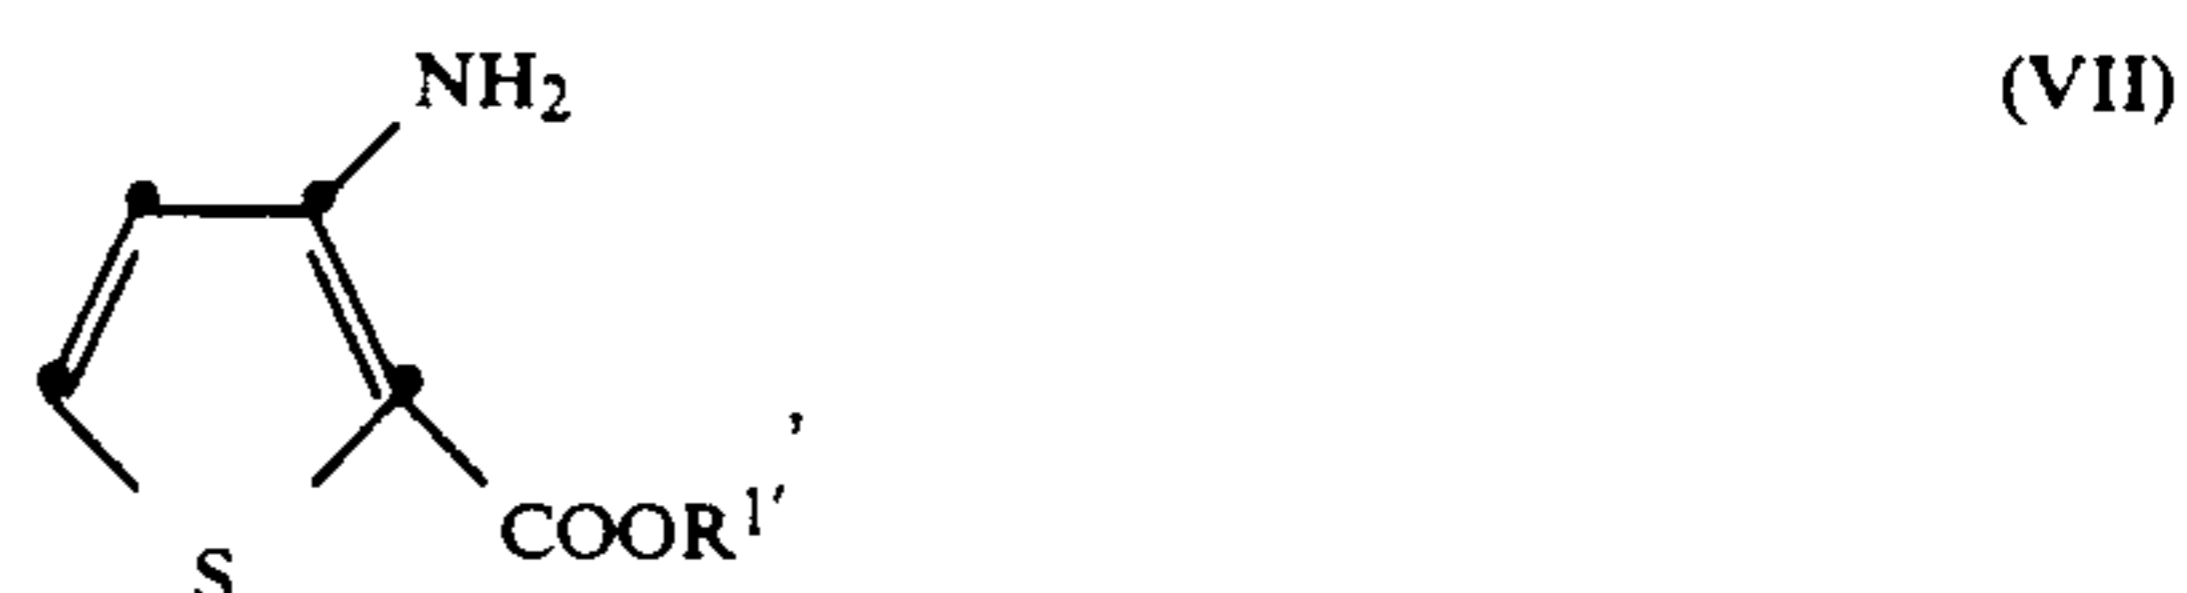 NH₂ (VII)
,
COOR¹′
S